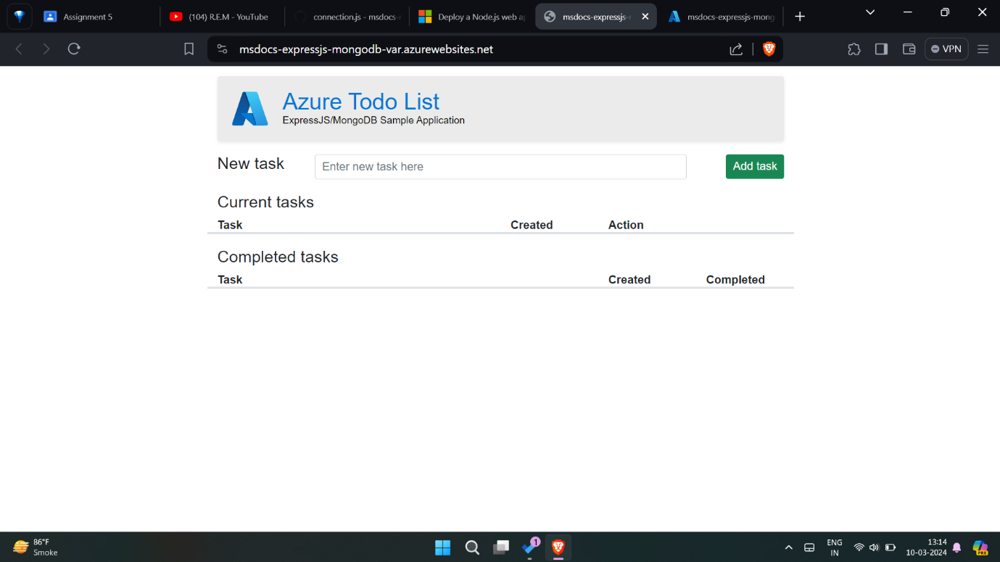 Assignment 5
(104) R.E.M - YouTube
connection.js - msdocs-
Deploy a Node.js web a
msdocs-expressjs-
msdocs-expressjs-mong
msdocs-expressjs-mongodb-var.azurewebsites.net
VPN
Azure Todo List
ExpressJS/MongoDB Sample Application
New task
Enter new task here
Add task
Current tasks
Task Created Action
Completed tasks
Task Created Completed
86°F
Smoke
1
ENG
IN
13:14
10-03-2024
PRE